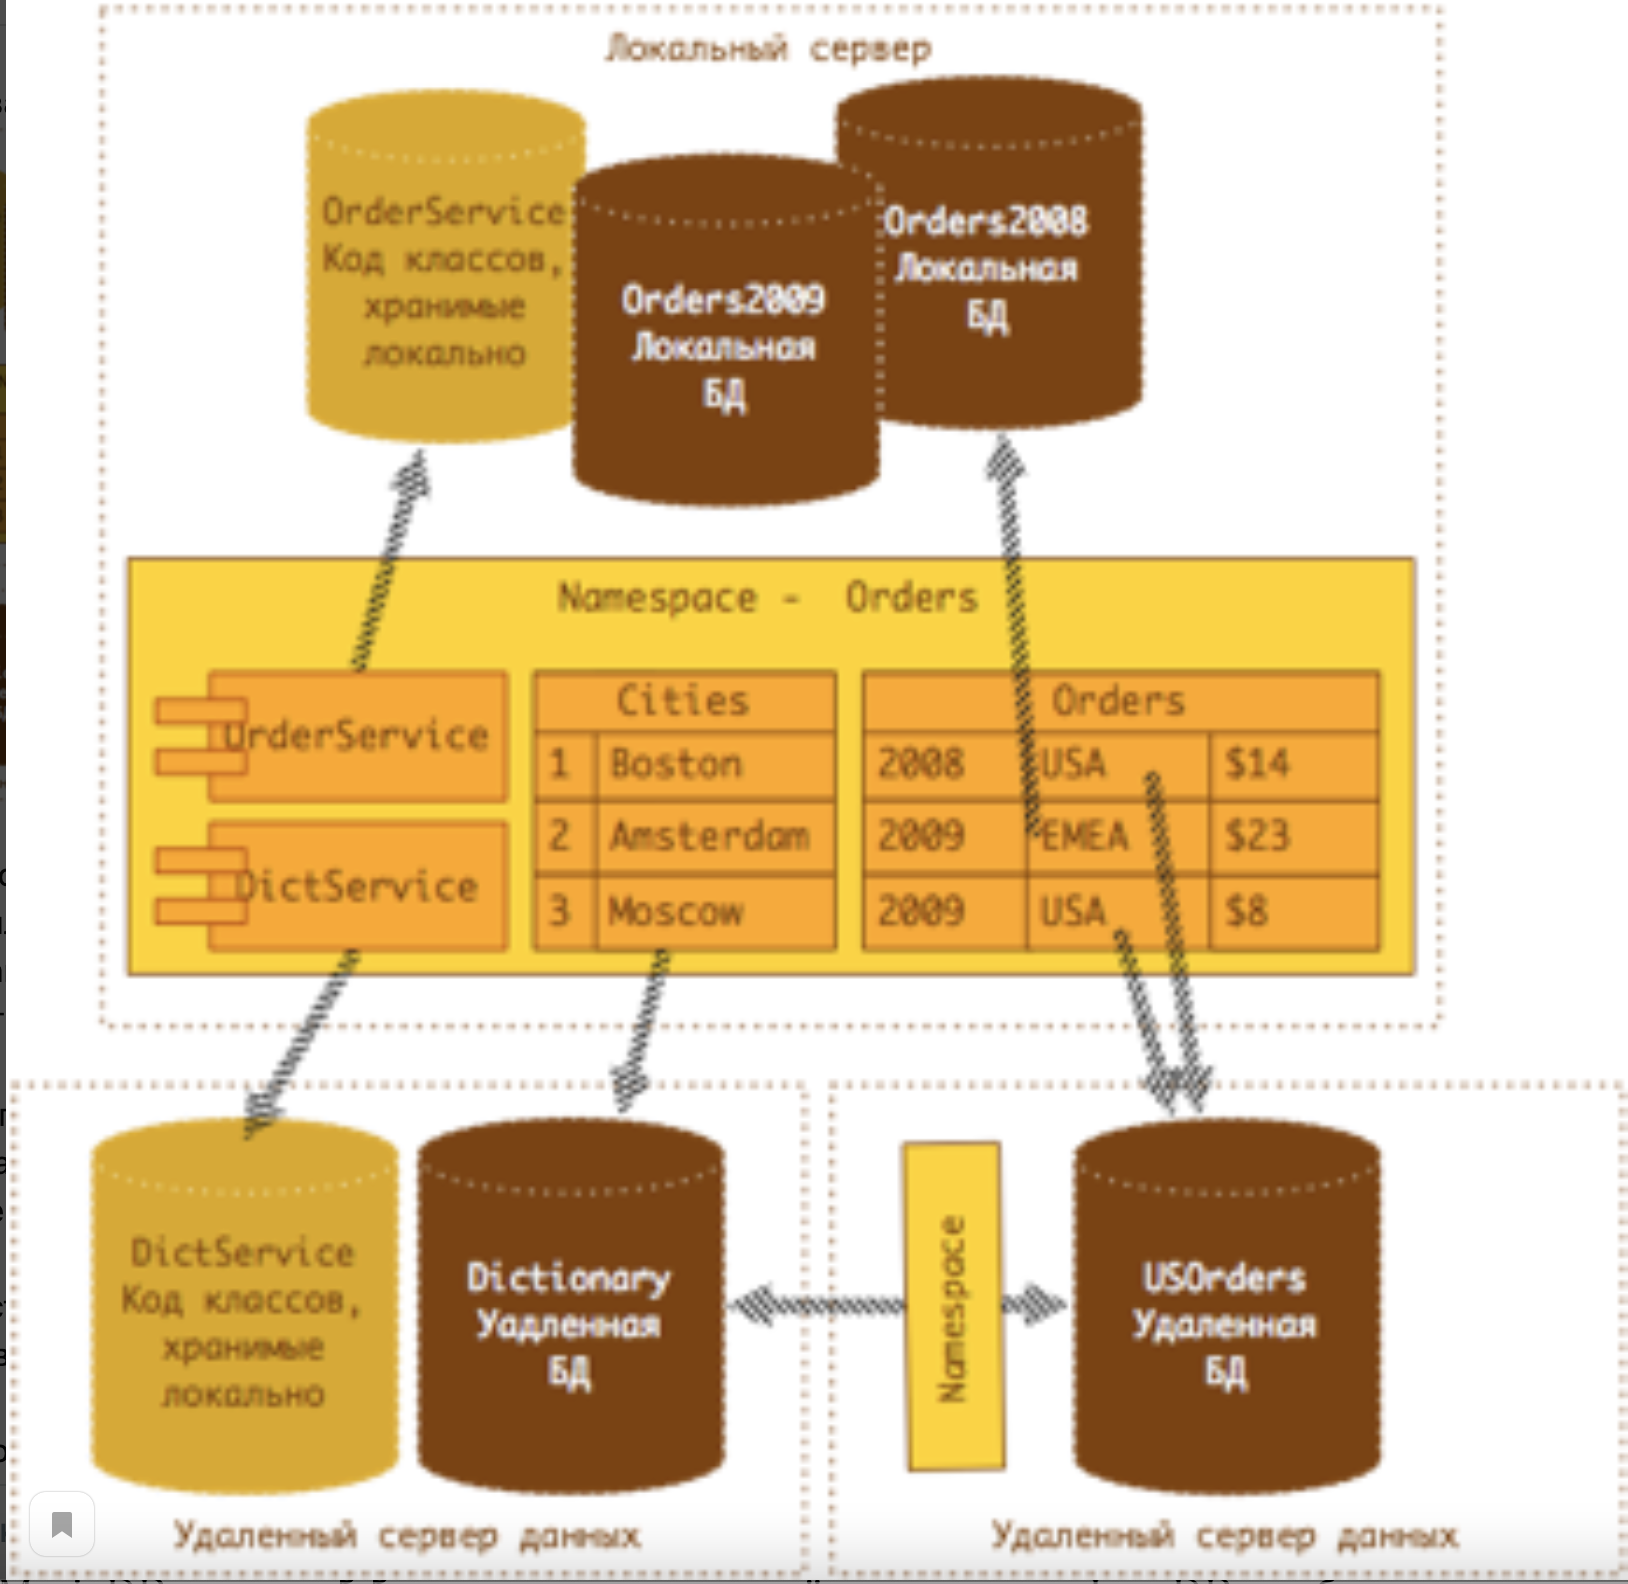 Локальный сервер
OrderService
Код классов,
хранимые
локально
Orders2009
Локальная
БД
Orders2008
Локальная
БД
Namespace - Orders
OrderService
DictService
Cities
1 Boston
2 Amsterdam
3 Moscow
Orders
2008 USA $14
2009 EMEA $23
2009 USA $8
DictService
Код классов,
хранимые
локально
Dictionary
Уадленная
БД
Удаленный сервер данных
Namespace
USOrders
Удаленная
БД
Удаленный сервер данных